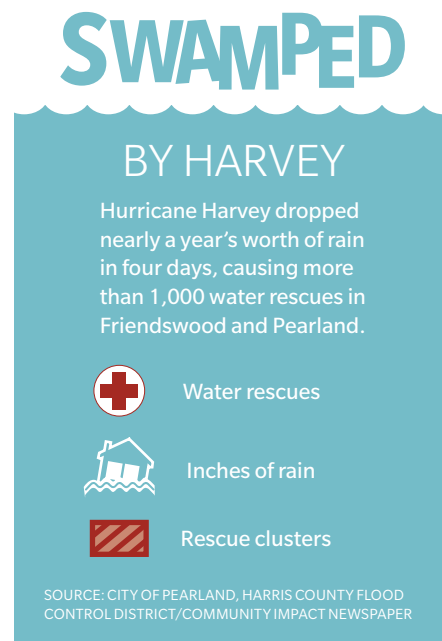 SWAMPED
BY HARVEY
Hurricane Harvey dropped
nearly a year’s worth of rain
in four days, causing more
than 1,000 water rescues in
Friendswood and Pearland.
Water rescues
Inches of rain
Rescue clusters
SOURCE: CITY OF PEARLAND, HARRIS COUNTY FLOOD
CONTROL DISTRICT/COMMUNITY IMPACT NEWSPAPER